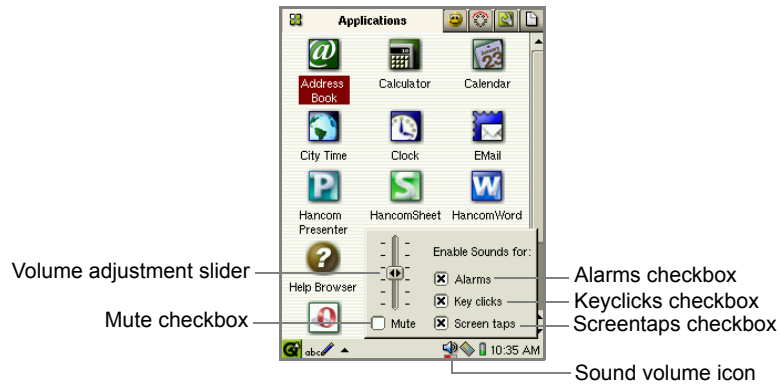 Applications
Address Book
Calculator
Calendar
23
City Time
Clock
EMail
Hancom Presenter
HancomSheet
HancomWord
Help Browser
Enable Sounds for:
Alarms
Key clicks
Mute
Screen taps
abc
10:35 AM
Volume adjustment slider
Mute checkbox
Alarms checkbox
Keyclicks checkbox
Screentaps checkbox
Sound volume icon